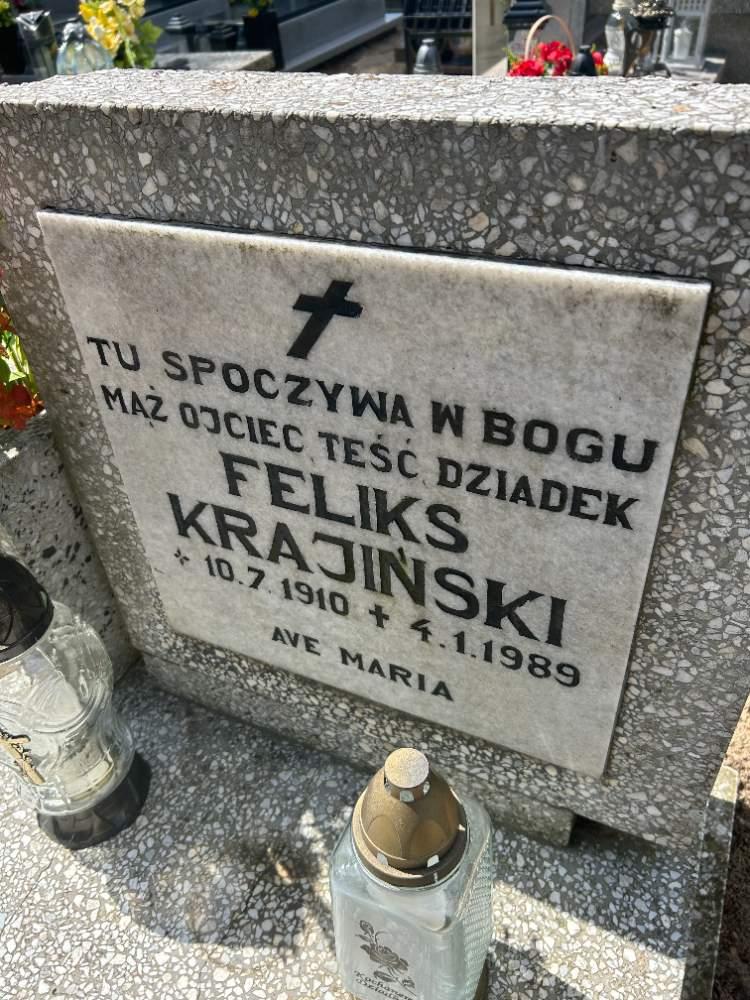 TU SPOCZYWA W BOGU
MĄŻ OJCIEC TEŚĆ DZIADEK
FELIKS
KRAJIŃSKI
* 10.7.1910 + 4.1.1989
AVE MARIA